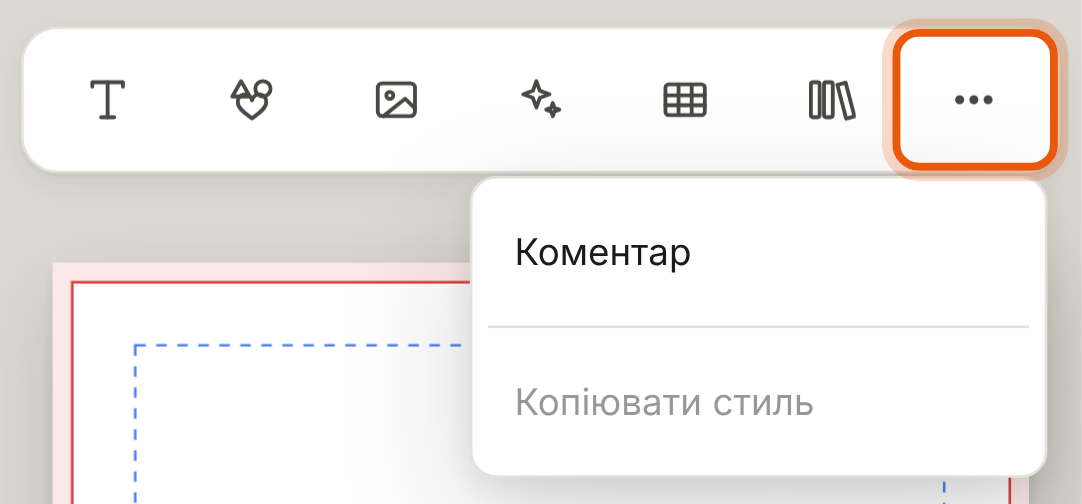 Коментар
Копіювати стиль